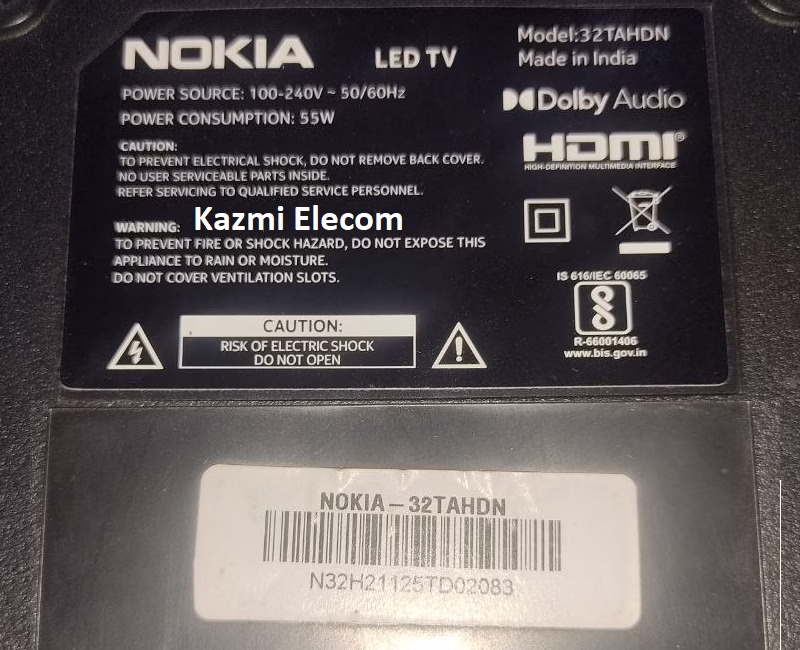 NOKIA LED TV
Model:32TAHDN
Made in India
POWER SOURCE: 100-240V ~ 50/60Hz
POWER CONSUMPTION: 55W
Dolby Audio
HDMI®
HIGH-DEFINITION MULTIMEDIA INTERFACE
CAUTION:
TO PREVENT ELECTRICAL SHOCK, DO NOT REMOVE BACK COVER.
NO USER SERVICEABLE PARTS INSIDE.
REFER SERVICING TO QUALIFIED SERVICE PERSONNEL.
Kazmi Elecom
WARNING:
TO PREVENT FIRE OR SHOCK HAZARD, DO NOT EXPOSE THIS
APPLIANCE TO RAIN OR MOISTURE.
DO NOT COVER VENTILATION SLOTS.
IS 616/IEC 60065
R-66001406
www.bis.gov.in
CAUTION:
RISK OF ELECTRIC SHOCK
DO NOT OPEN
NOKIA-32TAHDN
N32H21125TD02083